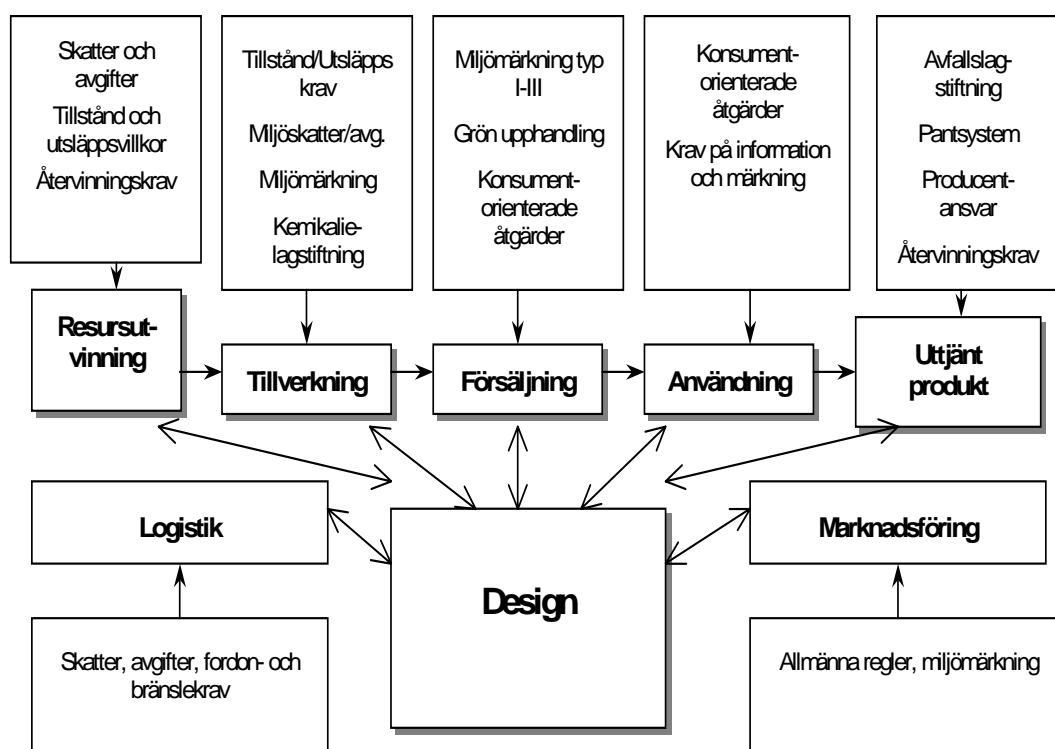 Skatter och
avgifter
Tillstånd och
utsläppsvillkor
Återvinningskrav
Tillstånd/Utsläpps
krav
Miljöskatter/avg.
Miljömärkning
Kemikalie-
lagstiftning
Miljömärkning typ
I-III
Grön upphandling
Konsument-
orienterade
åtgärder
Konsument-
orienterade
åtgärder
Krav på information
och märkning
Avfallslag-
stiftning
Pantsystem
Producent-
ansvar
Återvinningskrav
Resursut-
vinning
Tillverkning
Försäljning
Användning
Uttjänt
produkt
Logistik
Design
Marknadsföring
Skatter, avgifter, fordon- och
bränslekrav
Allmänna regler, miljömärkning